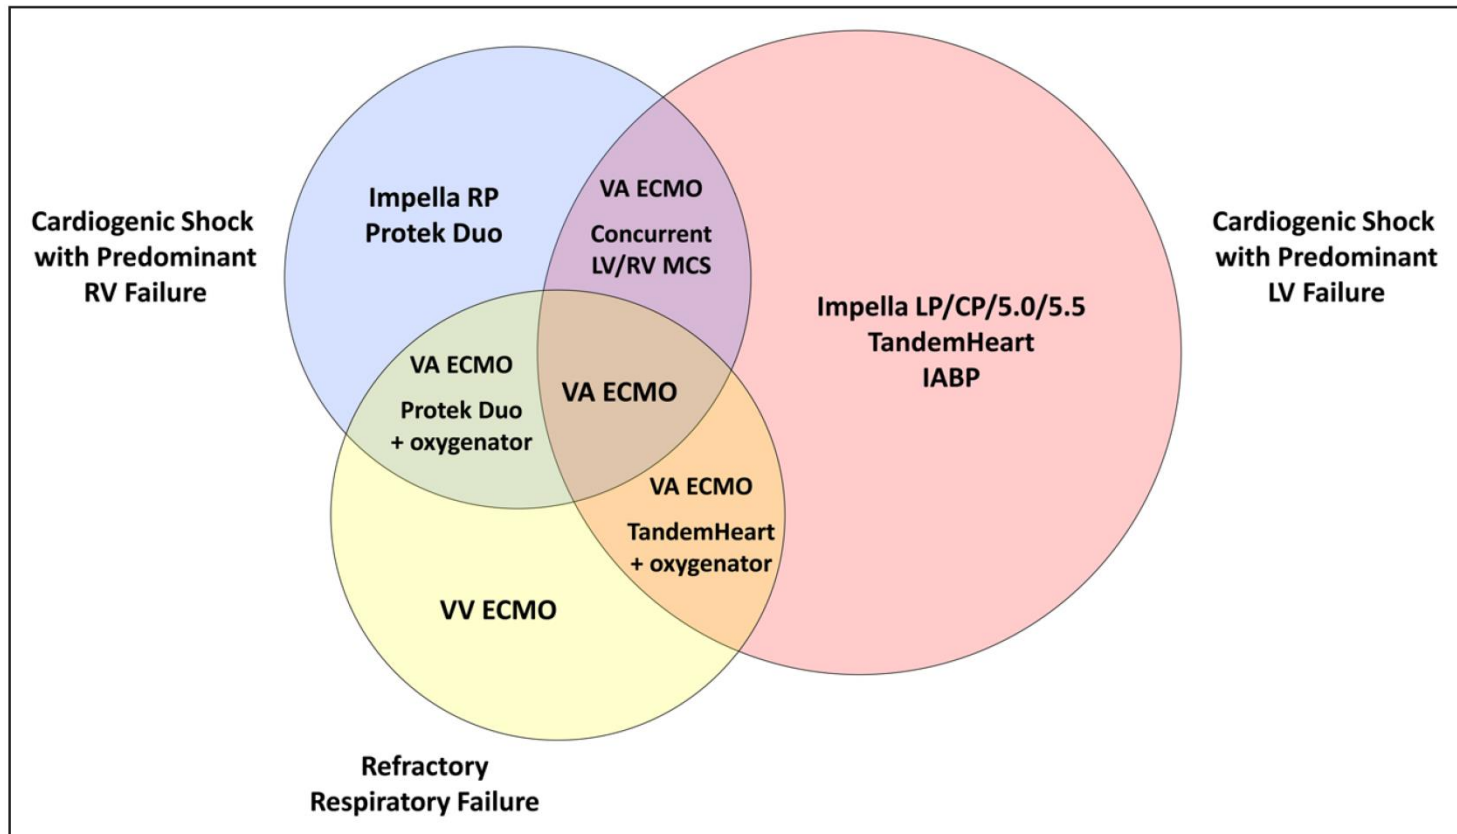 Cardiogenic Shock
with Predominant
RV Failure
Impella RP
Protek Duo
VA ECMO
Concurrent
LV/RV MCS
Cardiogenic Shock
with Predominant
LV Failure
Impella LP/CP/5.0/5.5
TandemHeart
IABP
VA ECMO
Protek Duo
+ oxygenator
VA ECMO
VA ECMO
TandemHeart
+ oxygenator
VV ECMO
Refractory
Respiratory Failure